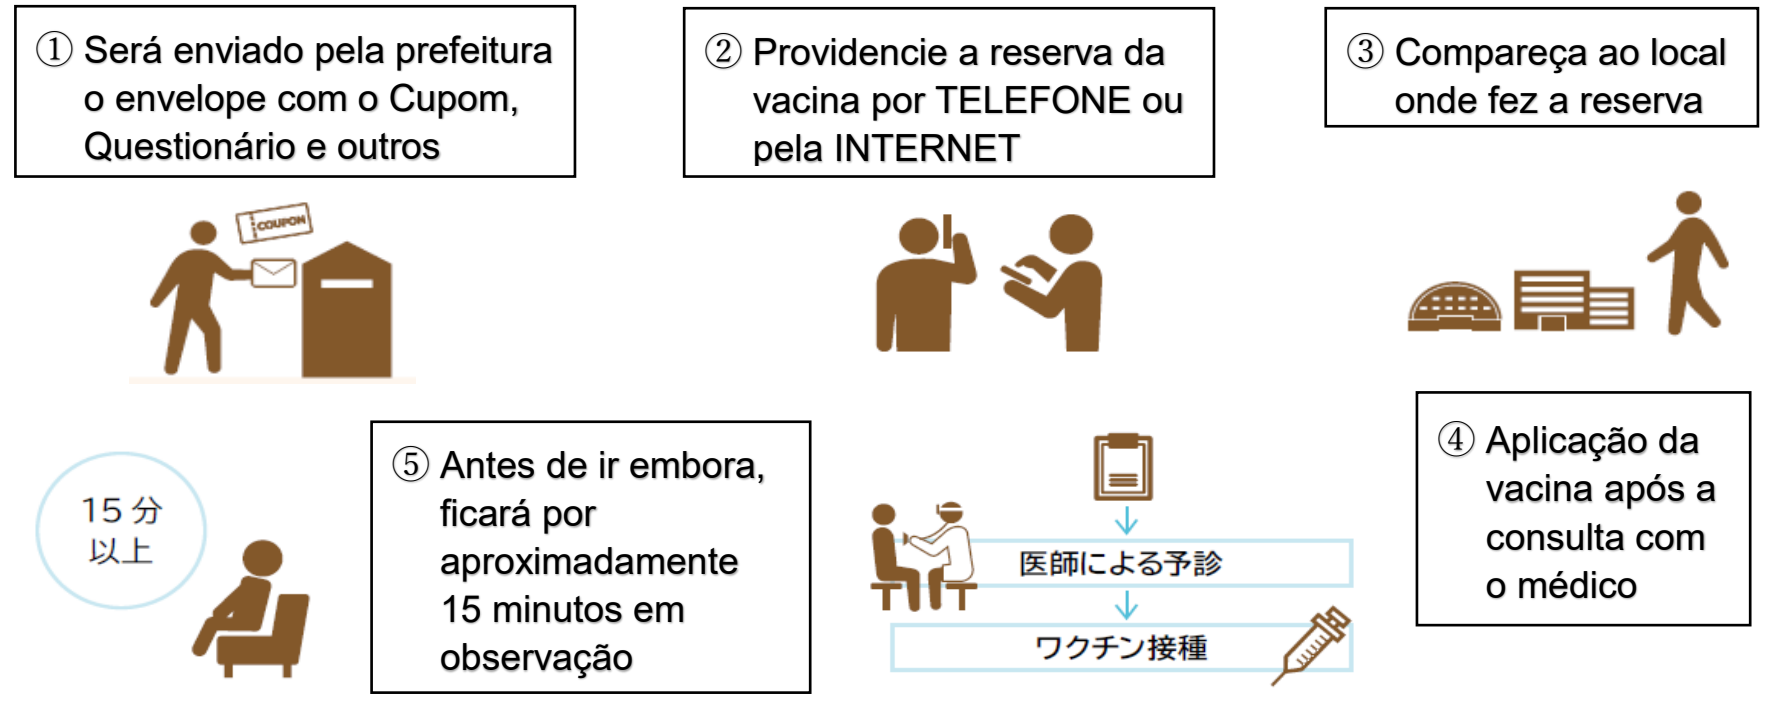 ① Será enviado pela prefeitura
o envelope com o Cupom,
Questionário e outros
② Providencie a reserva da
vacina por TELEFONE ou
pela INTERNET
③ Compareça ao local
onde fez a reserva
COUPON
④ Aplicação da
vacina após a
consulta com
o médico
医師による予診
ワクチン接種
⑤ Antes de ir embora,
ficará por
aproximadamente
15 minutos em
observação
15 分
以上